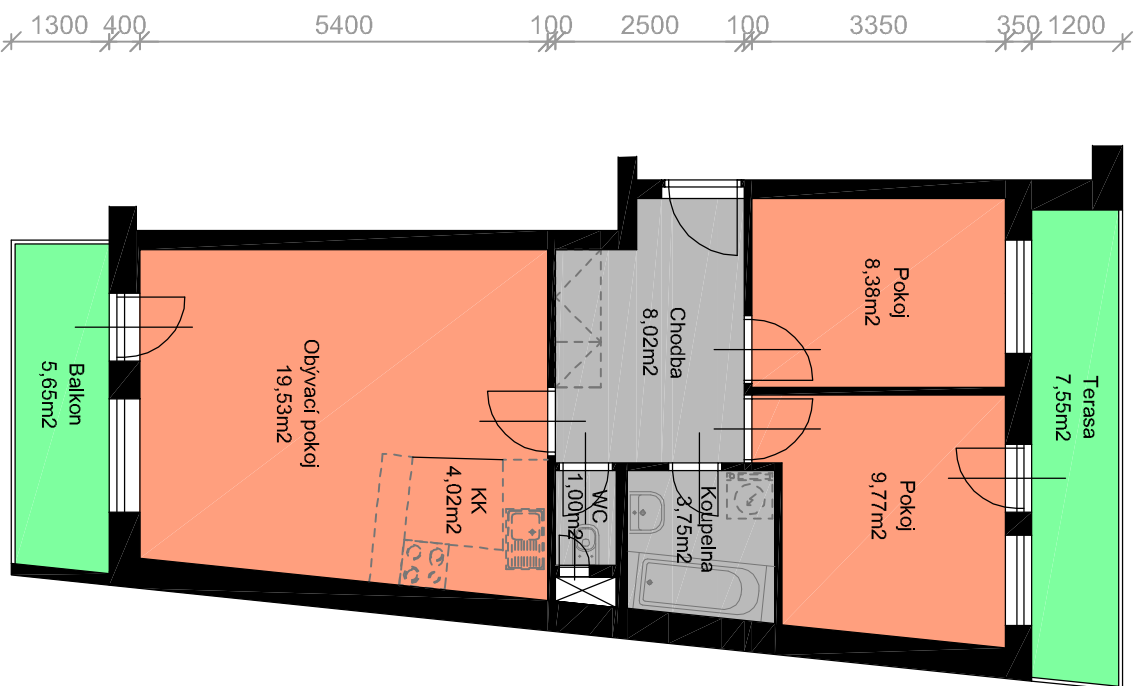 1300 400 5400 100 2500 100 3350 350 1200
Balkon
5,65m2
Obývací pokoj
19,53m2
KK
4,02m2
Chodba
8,02m2
WC
1,00m2
Koupelna
3,75m2
Pokoj
8,38m2
Pokoj
9,77m2
Terasa
7,55m2